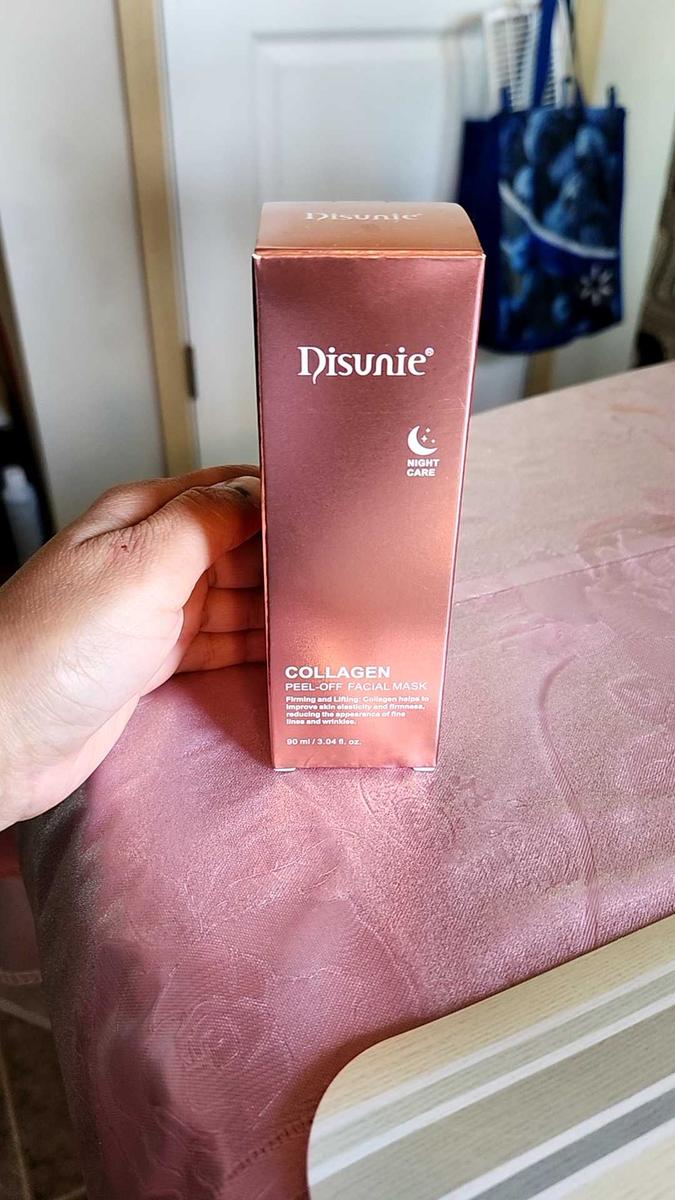 Disunie
Disunie®
NIGHT
CARE
COLLAGEN
PEEL-OFF FACIAL MASK
Firming and Lifting: Collagen helps to
improve skin elasticity and firmness,
reducing the appearance of fine
lines and wrinkles.
90 ml / 3.04 fl. oz.